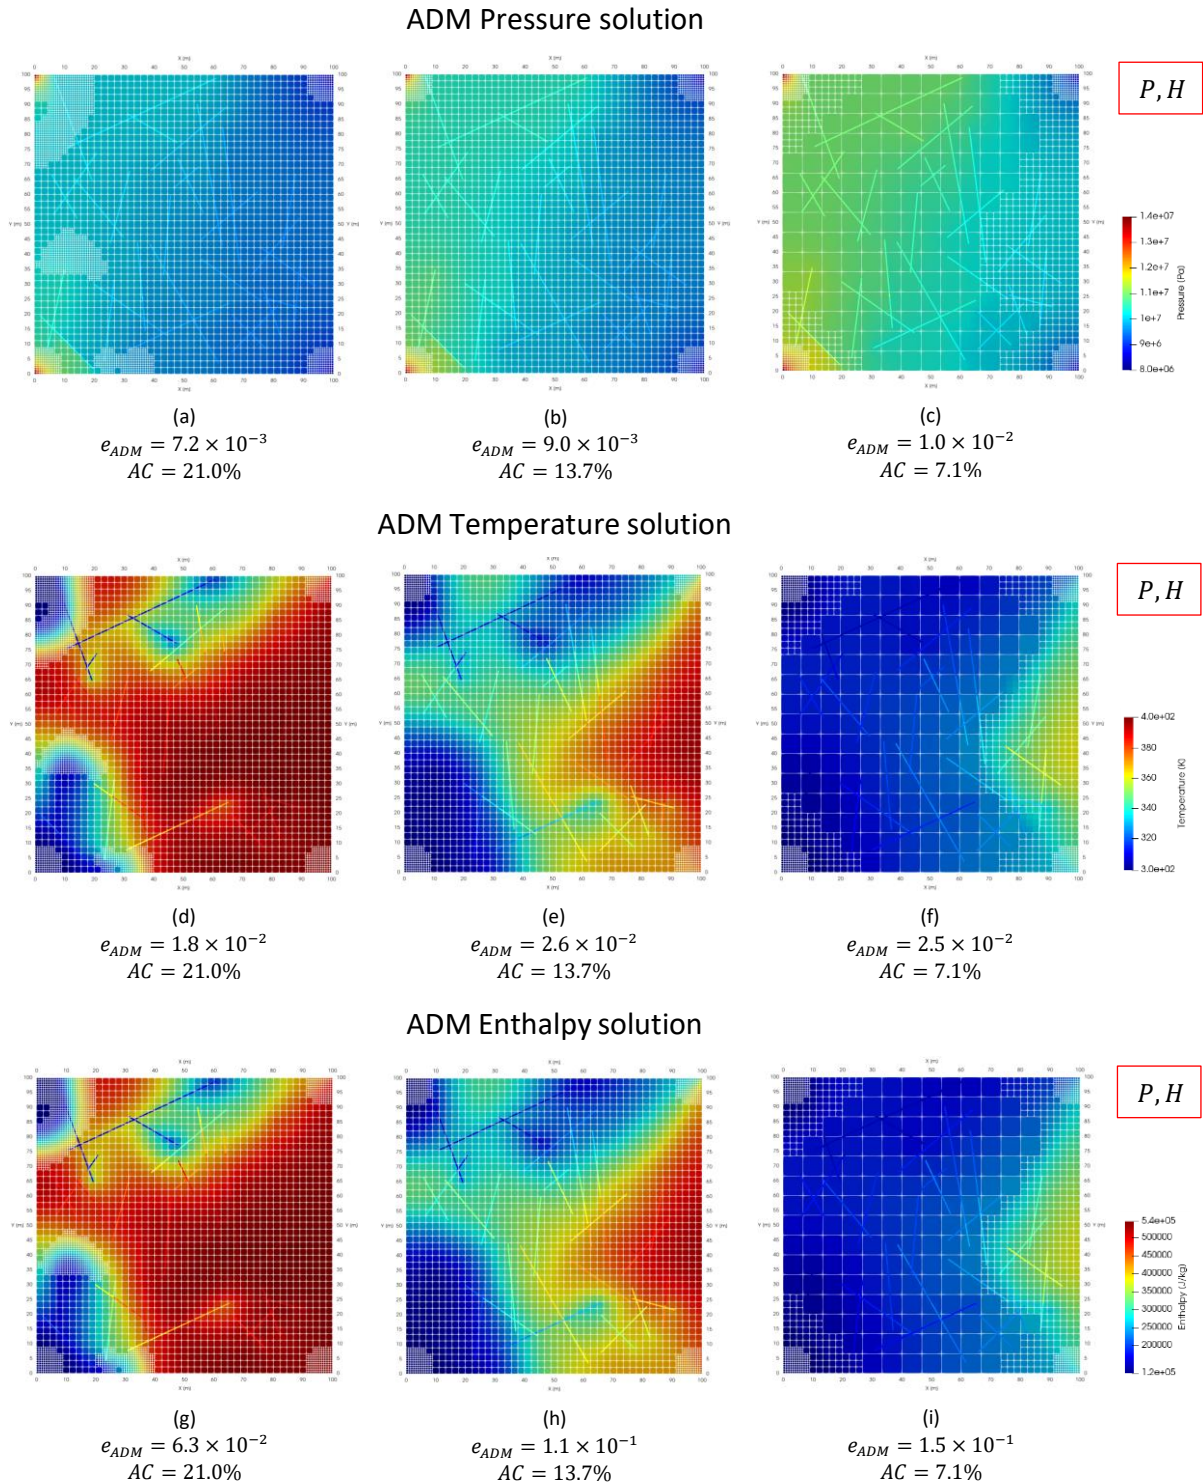 ADM Pressure solution
P, H
1.4e+07
1.3e+7
1.2e+7
1.1e+7
1e+7
9e+6
8.0e+06
Pressure (Pa)
(a)
e_ADM = 7.2 × 10⁻³
AC = 21.0%
(b)
e_ADM = 9.0 × 10⁻³
AC = 13.7%
(c)
e_ADM = 1.0 × 10⁻²
AC = 7.1%
ADM Temperature solution
P, H
4.0e+02
380
360
340
320
3.0e+02
Temperature (K)
(d)
e_ADM = 1.8 × 10⁻²
AC = 21.0%
(e)
e_ADM = 2.6 × 10⁻²
AC = 13.7%
(f)
e_ADM = 2.5 × 10⁻²
AC = 7.1%
ADM Enthalpy solution
P, H
5.4e+05
500000
450000
400000
350000
300000
250000
200000
1.2e+05
Enthalpy (J/kg)
(g)
e_ADM = 6.3 × 10⁻²
AC = 21.0%
(h)
e_ADM = 1.1 × 10⁻¹
AC = 13.7%
(i)
e_ADM = 1.5 × 10⁻¹
AC = 7.1%